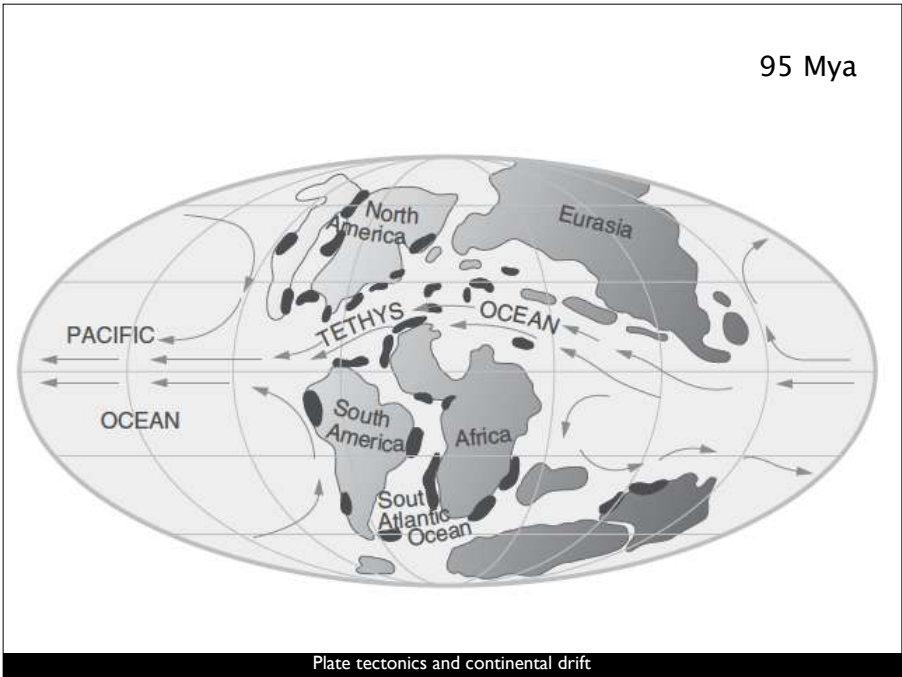 95 Mya
North
America
Eurasia
PACIFIC
TETHYS
OCEAN
OCEAN
South
America
Africa
Sout
Atlantic
Ocean
Plate tectonics and continental drift